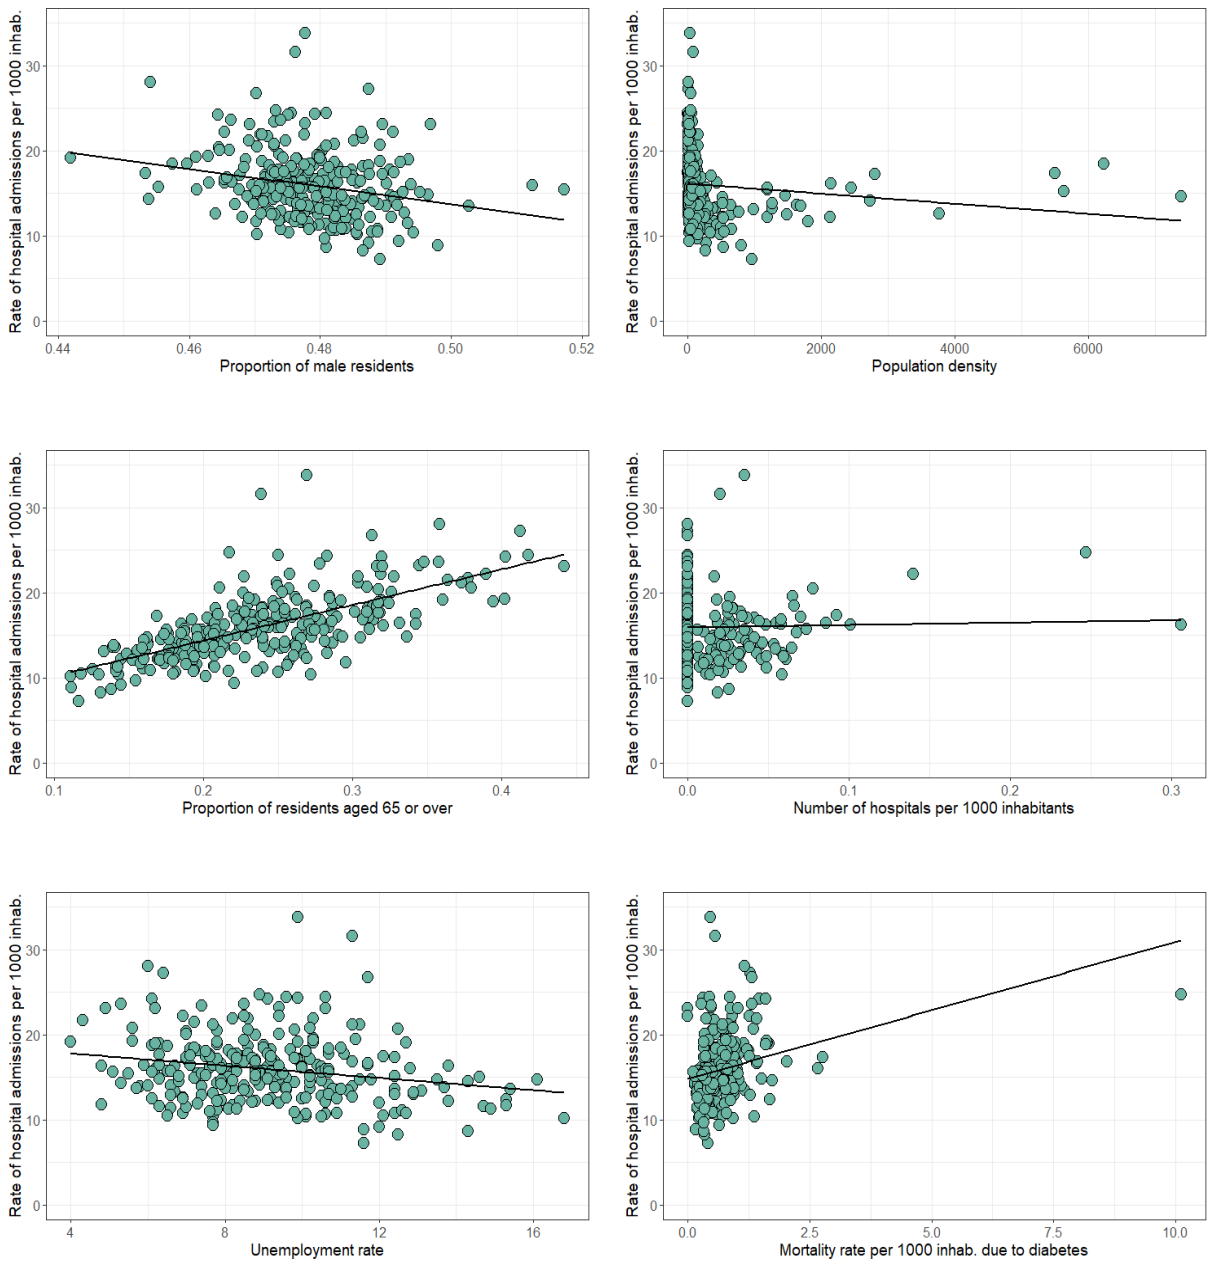 Rate of hospital admissions per 1000 inhab.
30
20
10
0
0.44 0.46 0.48 0.50 0.52
Proportion of male residents
Rate of hospital admissions per 1000 inhab.
30
20
10
0
0 2000 4000 6000
Population density
Rate of hospital admissions per 1000 inhab.
30
20
10
0
0.1 0.2 0.3 0.4
Proportion of residents aged 65 or over
Rate of hospital admissions per 1000 inhab.
30
20
10
0
0.0 0.1 0.2 0.3
Number of hospitals per 1000 inhabitants
Rate of hospital admissions per 1000 inhab.
30
20
10
0
4 8 12 16
Unemployment rate
Rate of hospital admissions per 1000 inhab.
30
20
10
0
0.0 2.5 5.0 7.5 10.0
Mortality rate per 1000 inhab. due to diabetes